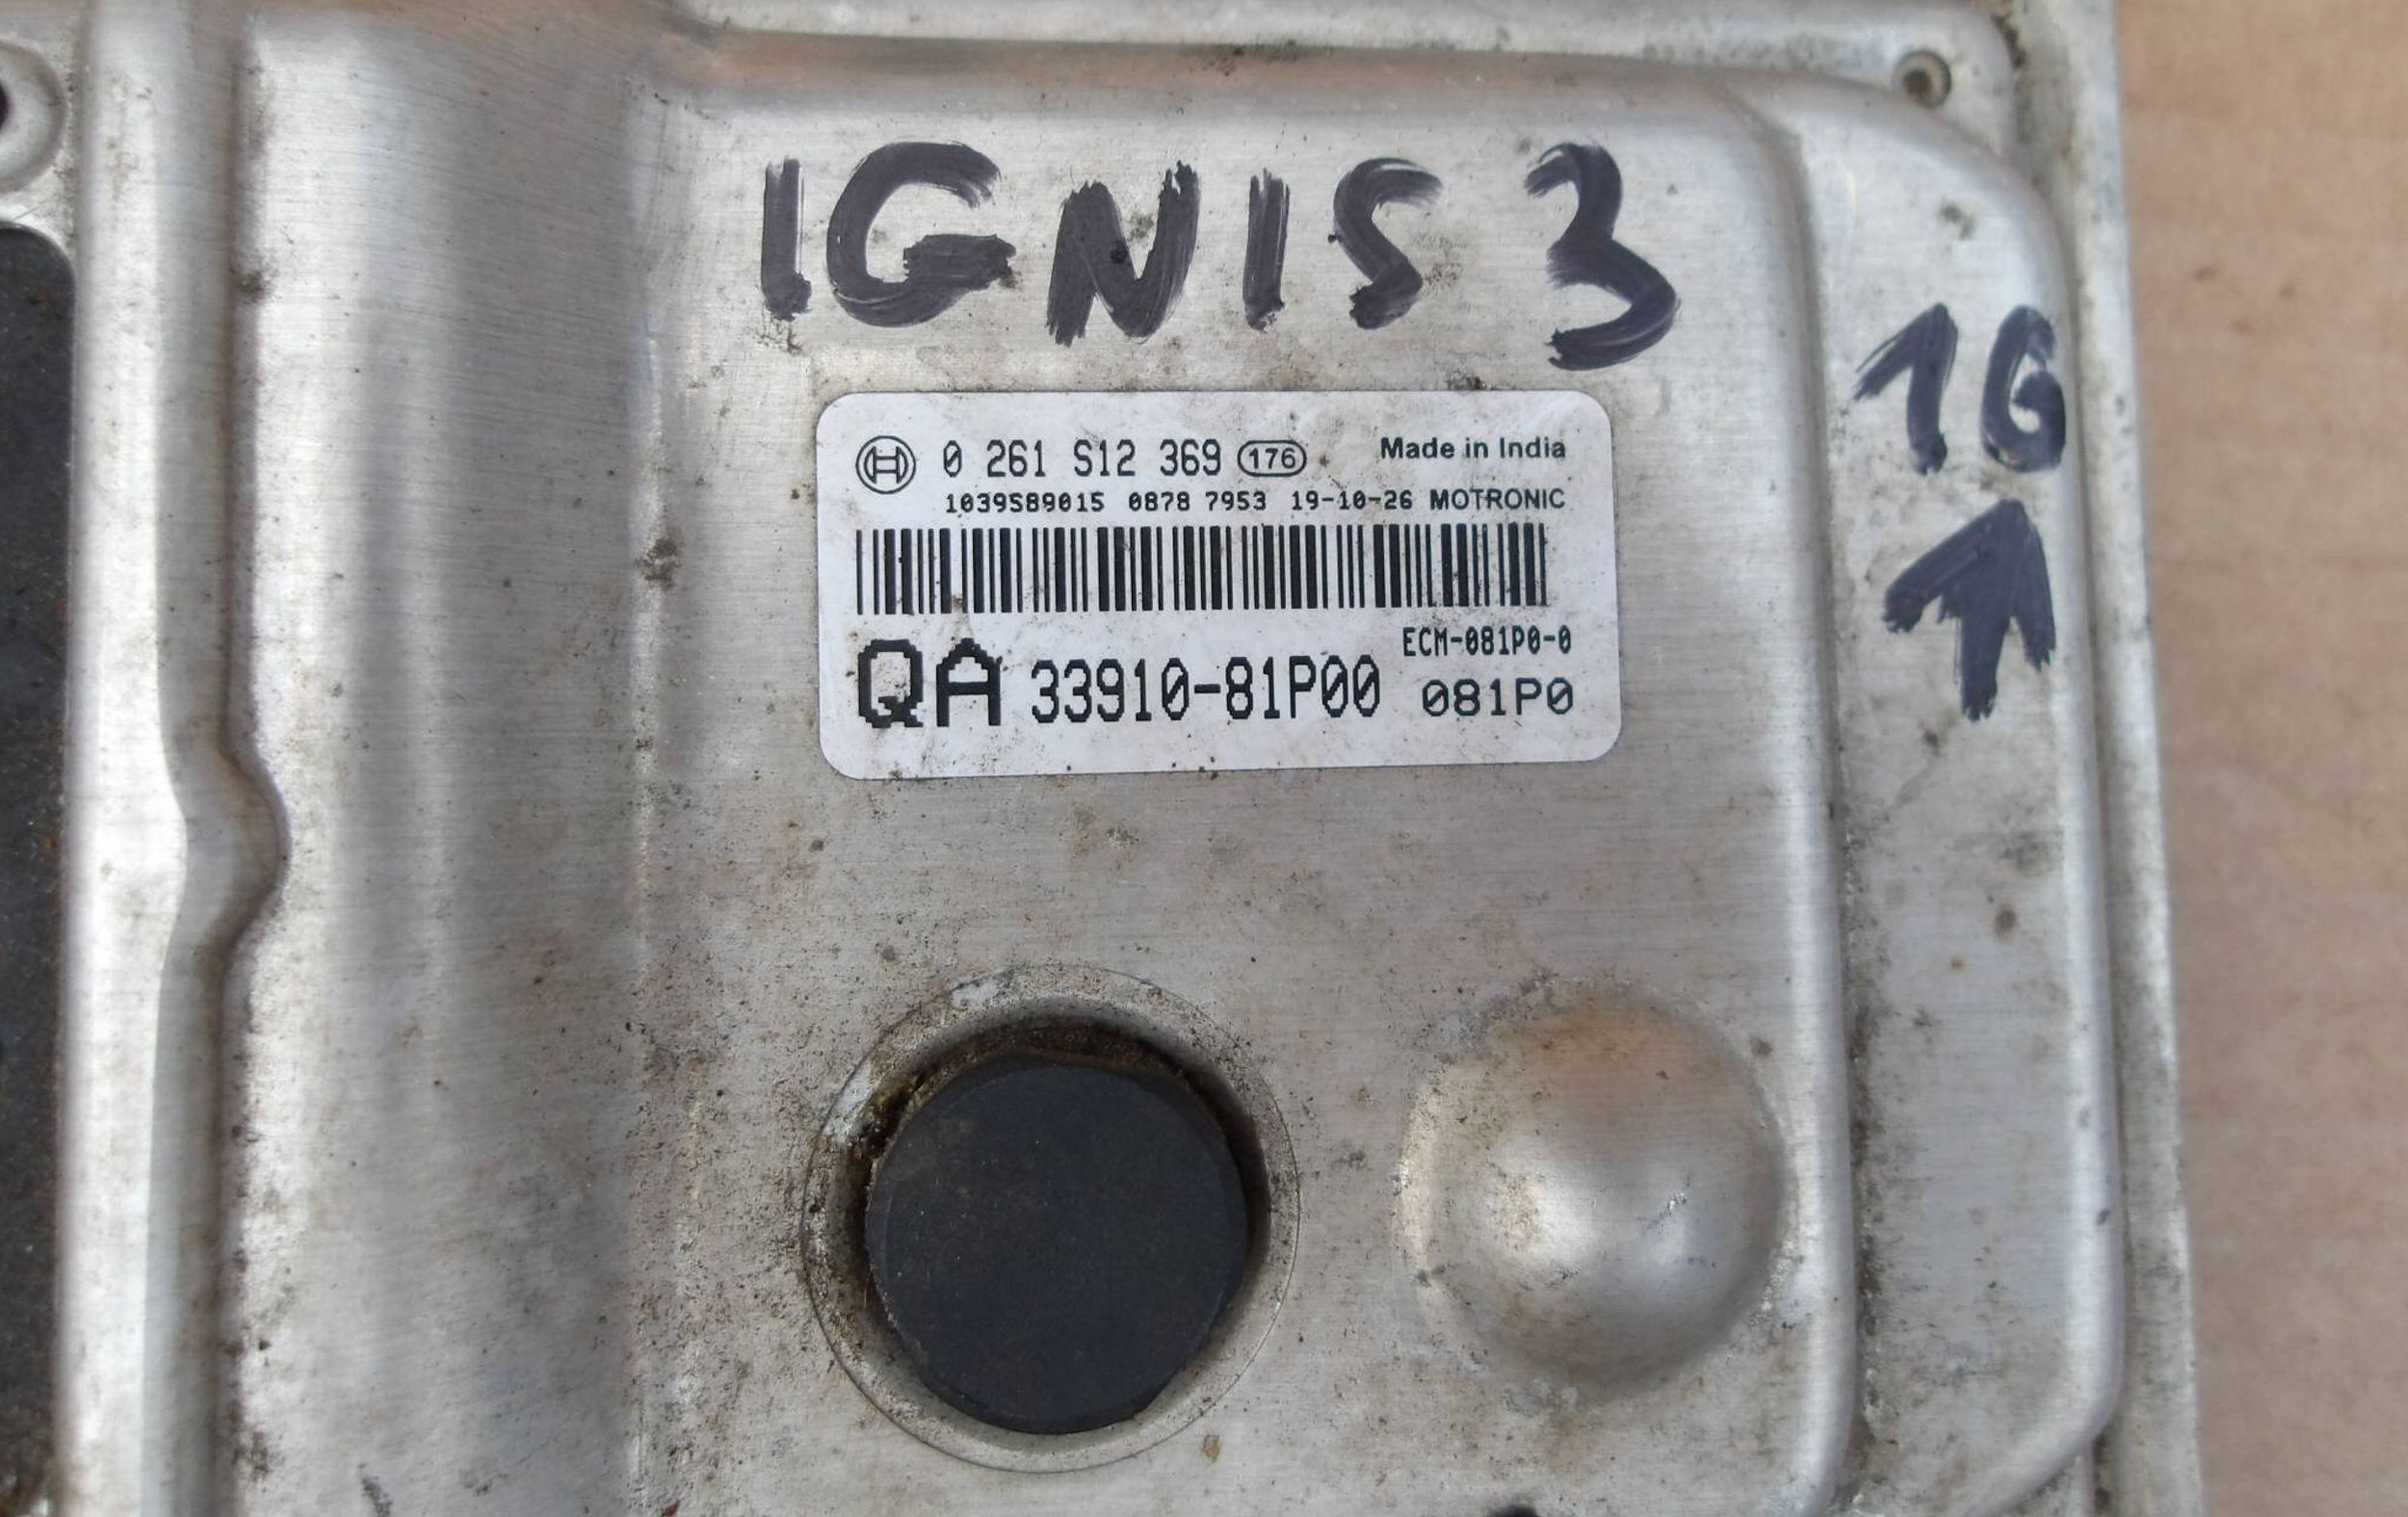 IGNIS 3
16
0 261 S12 369 176 Made in India
1039S89015 0878 7953 19-10-26 MOTRONIC
ECM-081P0-0
QA 33910-81P00 081P0